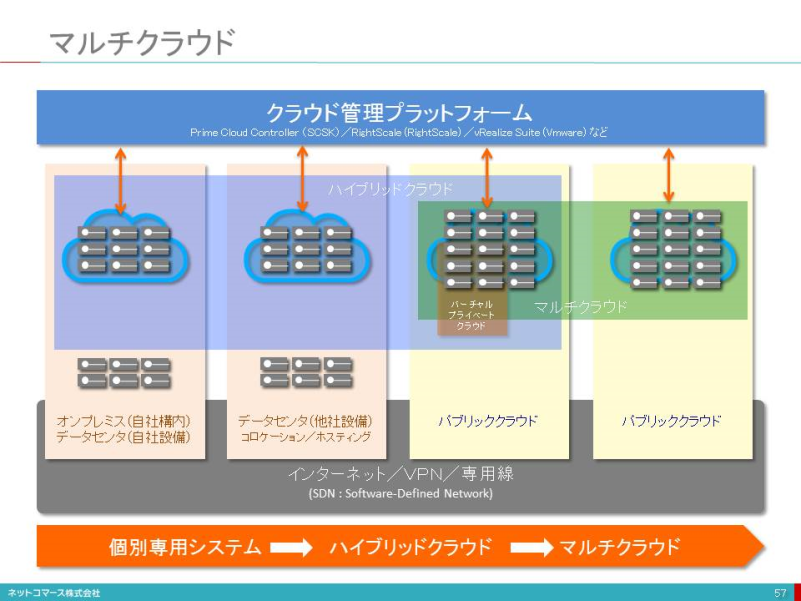 マルチクラウド
クラウド管理プラットフォーム
Prime Cloud Controller（SCSK）／RightScale（RightScale）／vRealize Suite（Vmware）など
ハイブリッドクラウド
マルチクラウド
バーチャル
プライベート
クラウド
オンプレミス（自社構内）
データセンタ（自社設備）
データセンタ（他社設備）
コロケーション／ホスティング
パブリッククラウド
パブリッククラウド
インターネット／VPN／専用線
(SDN : Software-Defined Network)
個別専用システム
ハイブリッドクラウド
マルチクラウド
ネットコマース株式会社
57